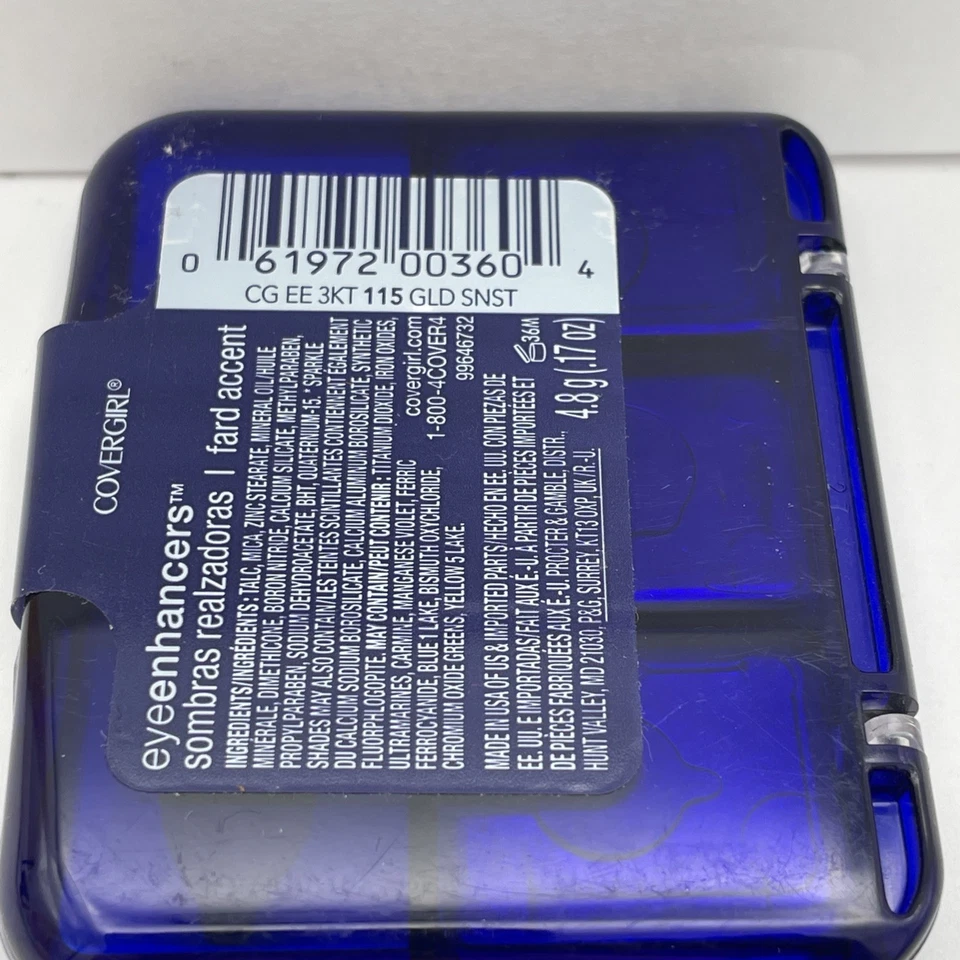 0 61972 00360 4
CG EE 3KT 115 GLD SNST
COVERGIRL®
eyeenhancers™
sombras realzadoras | fard accent
INGREDIENTS/INGRÉDIENTS: TALC, MICA, ZINC STEARATE, MINERAL OIL/HUILE
MINERALE, DIMETHICONE, BORON NITRIDE, CALCIUM SILICATE, METHYLPARABEN,
PROPYLPARABEN, SODIUM DEHYDROACETATE, BHT, QUATERNIUM-15. *SPARKLE
SHADES MAY ALSO CONTAIN/LES TEINTES SCINTILLANTES CONTIENNENT ÉGALEMENT
DU CALCIUM SODIUM BOROSILICATE, CALCIUM ALUMINUM BOROSILICATE, SYNTHETIC
FLUORPHLOGOPITE. MAY CONTAIN/PEUT CONTENIR: TITANIUM DIOXIDE, IRON OXIDES,
ULTRAMARINES, CARMINE, MANGANESE VIOLET, FERRIC
FERROCYANIDE, BLUE 1 LAKE, BISMUTH OXYCHLORIDE,
CHROMIUM OXIDE GREENS, YELLOW 5 LAKE.
covergirl.com
1-800-4COVER4
99646732
MADE IN USA OF US & IMPORTED PARTS/HECHO EN EE. UU. CON PIEZAS DE
EE. UU. E IMPORTADAS/FAIT AUX É-U. À PARTIR DE PIÈCES IMPORTÉES ET
DE PIÈCES FABRIQUÉES AUX É-U. PROCTER & GAMBLE, DISTR.,
HUNT VALLEY, MD 21030, P&G, SURREY, KT13 0XP, UK/R.-U.
36M
4.8 g (.17 oz)